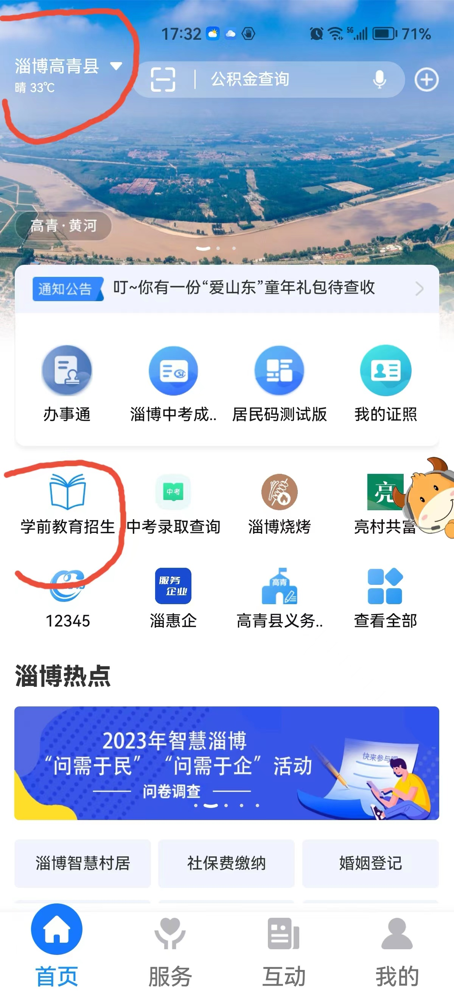 17:32
5G
71%
淄博高青县
晴 33℃
公积金查询
高青·黄河
通知公告
叮~你有一份“爱山东”童年礼包待查收
办事通
淄博中考成..
居民码测试版
我的证照
中考
亮
学前教育招生
中考录取查询
淄博烧烤
亮村共富
服务
企业
高青
12345
淄惠企
高青县义务..
查看全部
淄博热点
2023年智慧淄博
“问需于民” “问需于企” 活动
问卷调查
快来参与吧
淄博智慧村居
社保费缴纳
婚姻登记
首页
服务
互动
我的